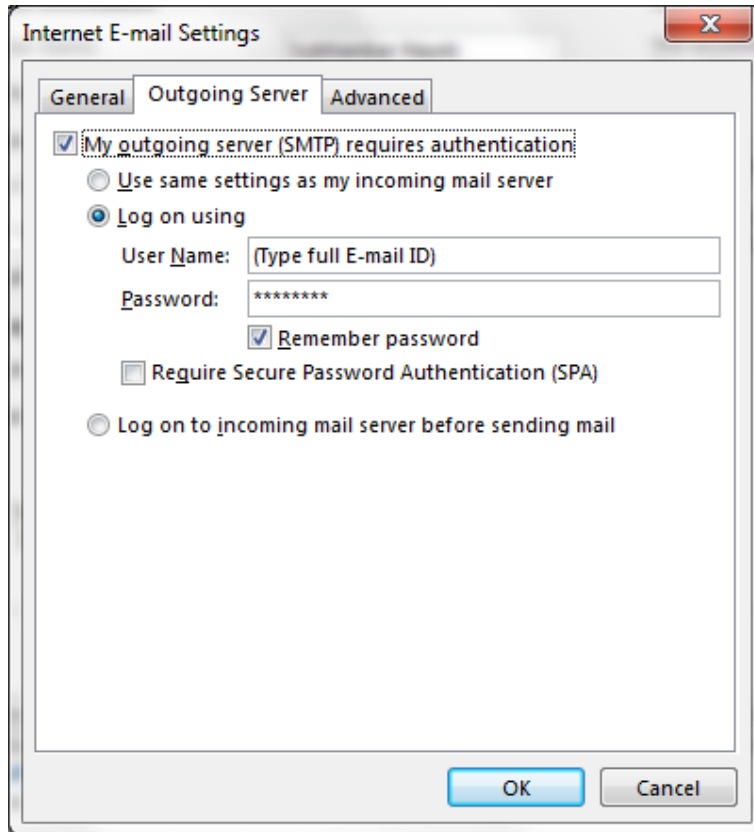 Internet E-mail Settings
General Outgoing Server Advanced
My outgoing server (SMTP) requires authentication
Use same settings as my incoming mail server
Log on using
User Name: (Type full E-mail ID)
Password: ********
Remember password
Require Secure Password Authentication (SPA)
Log on to incoming mail server before sending mail
OK Cancel